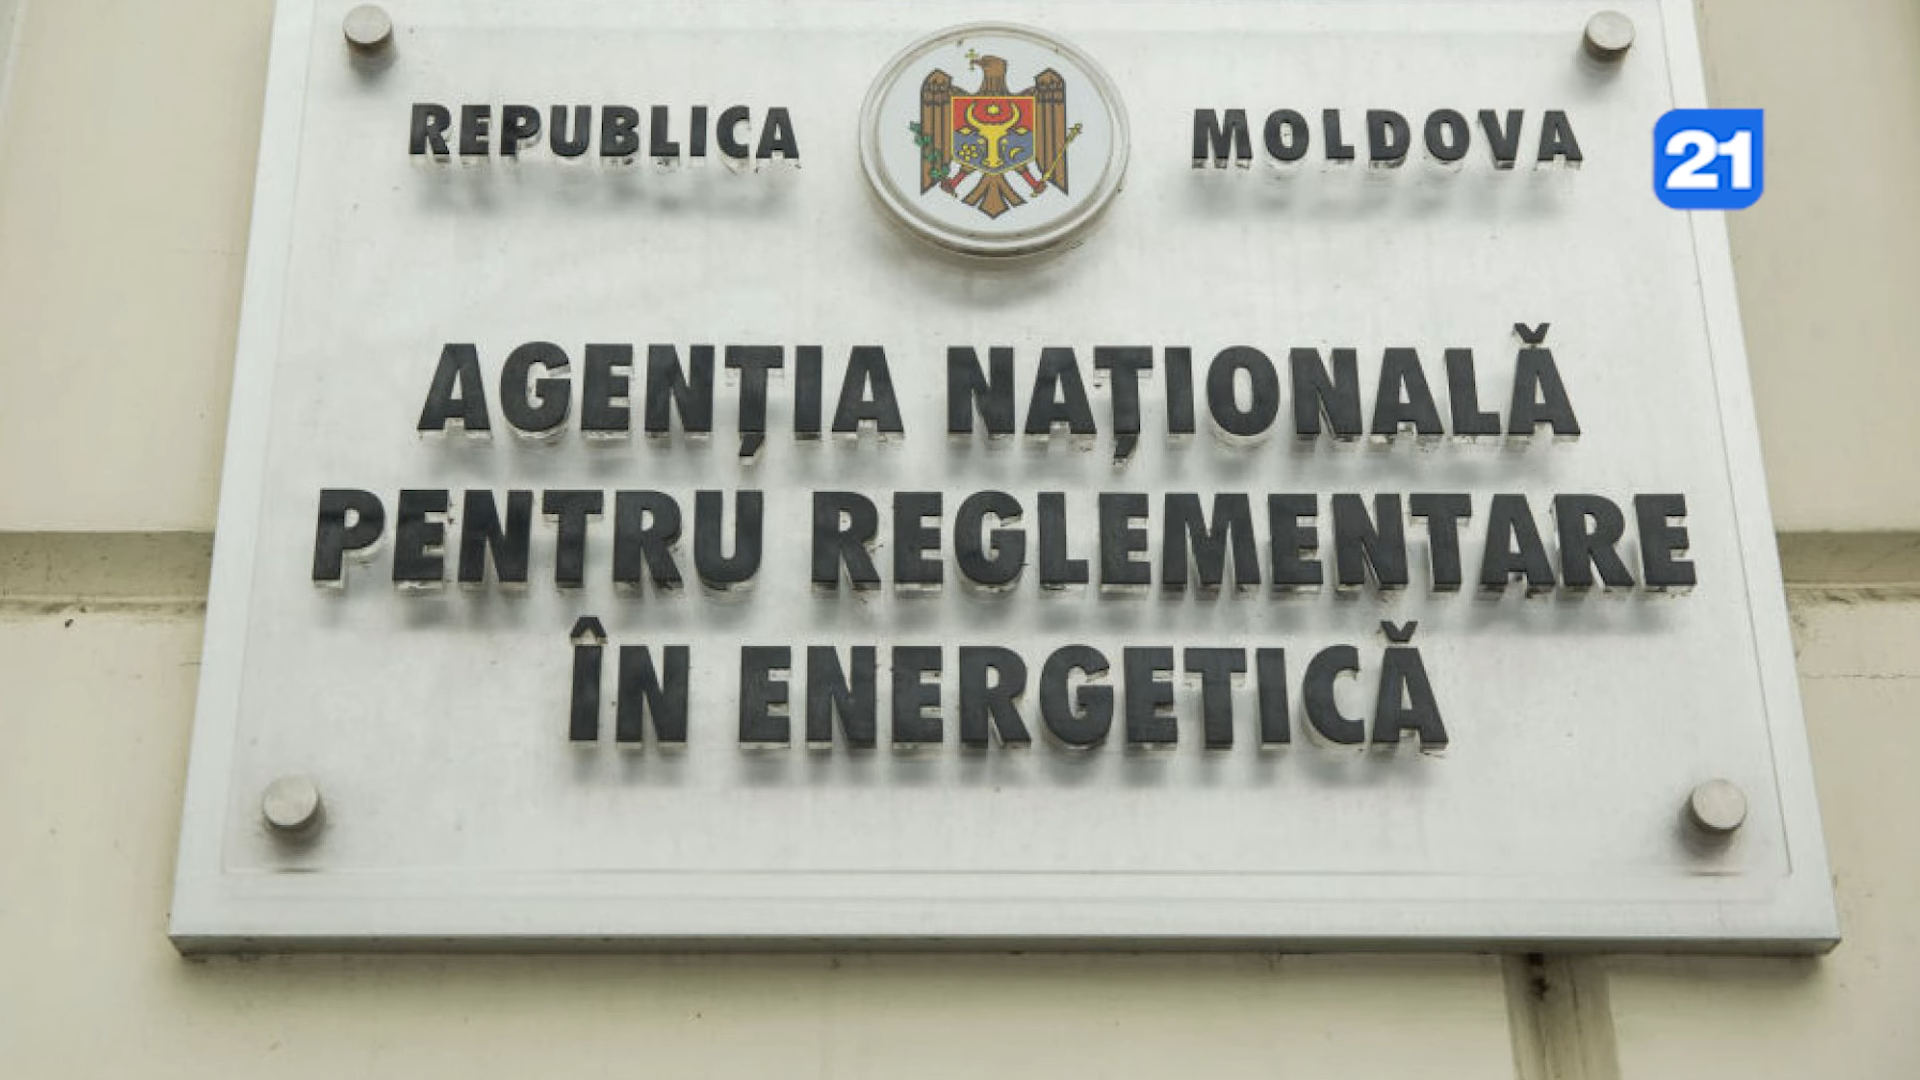 REPUBLICA MOLDOVA
21
AGENȚIA NAȚIONALĂ
PENTRU REGLEMENTARE
ÎN ENERGETICĂ